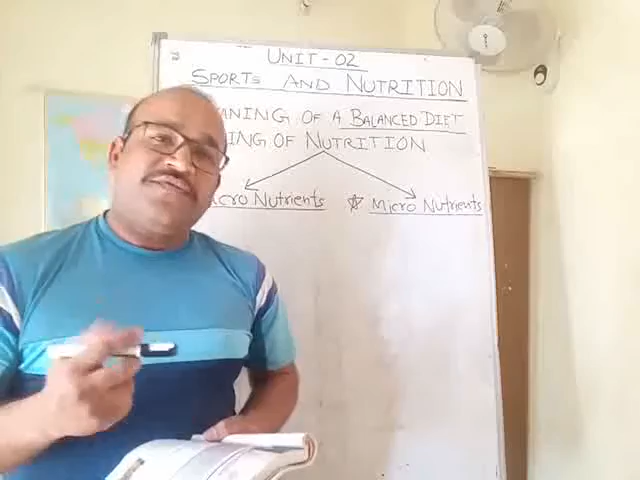 UNIT-02
SPORTS AND NUTRITION
ANING OF A BALANCED DIET
ING OF NUTRITION
cro Nutrients ☆ Micro Nutrients